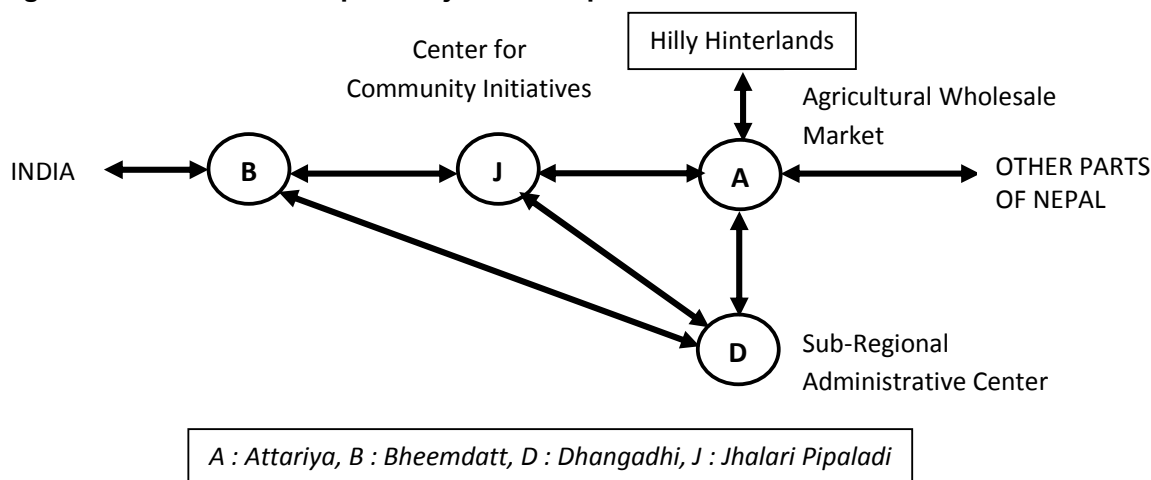 Hilly Hinterlands
Center for
Community Initiatives
Agricultural Wholesale
Market
INDIA
B
J
A
OTHER PARTS
OF NEPAL
D
Sub-Regional
Administrative Center
A : Attariya, B : Bheemdatt, D : Dhangadhi, J : Jhalari Pipaladi